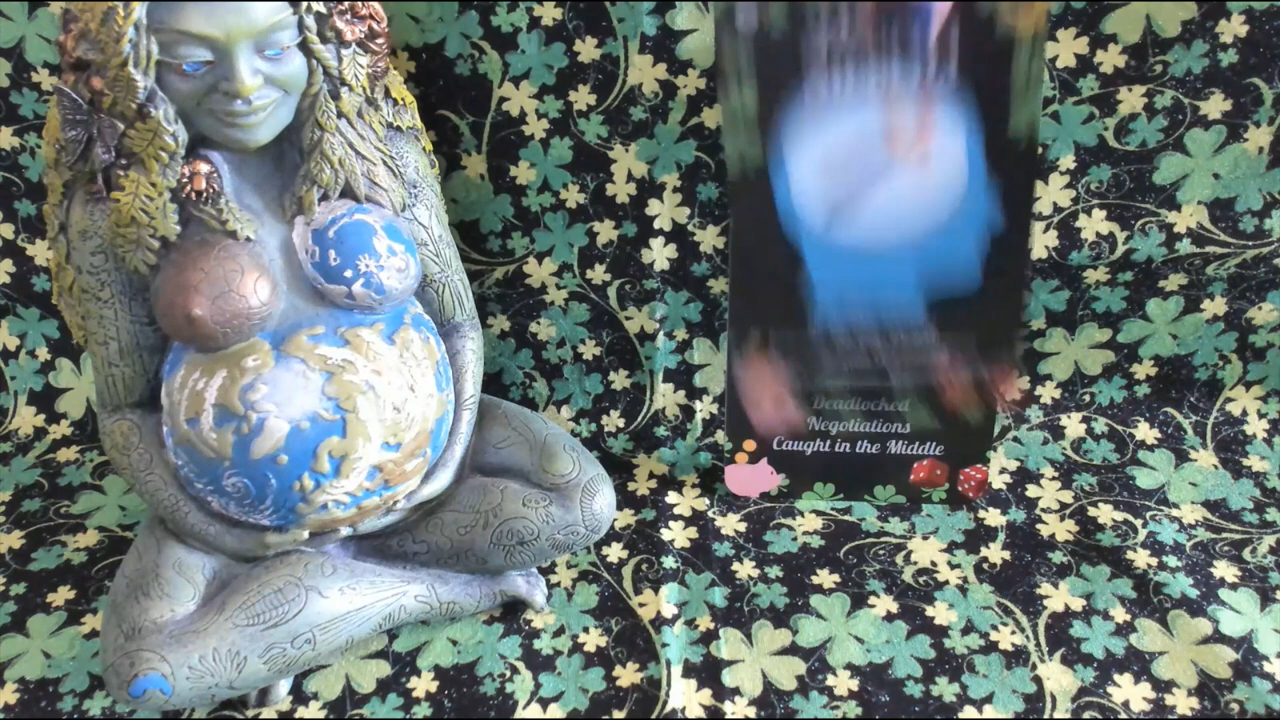 Deadlocked
Negotiations
Caught in the Middle